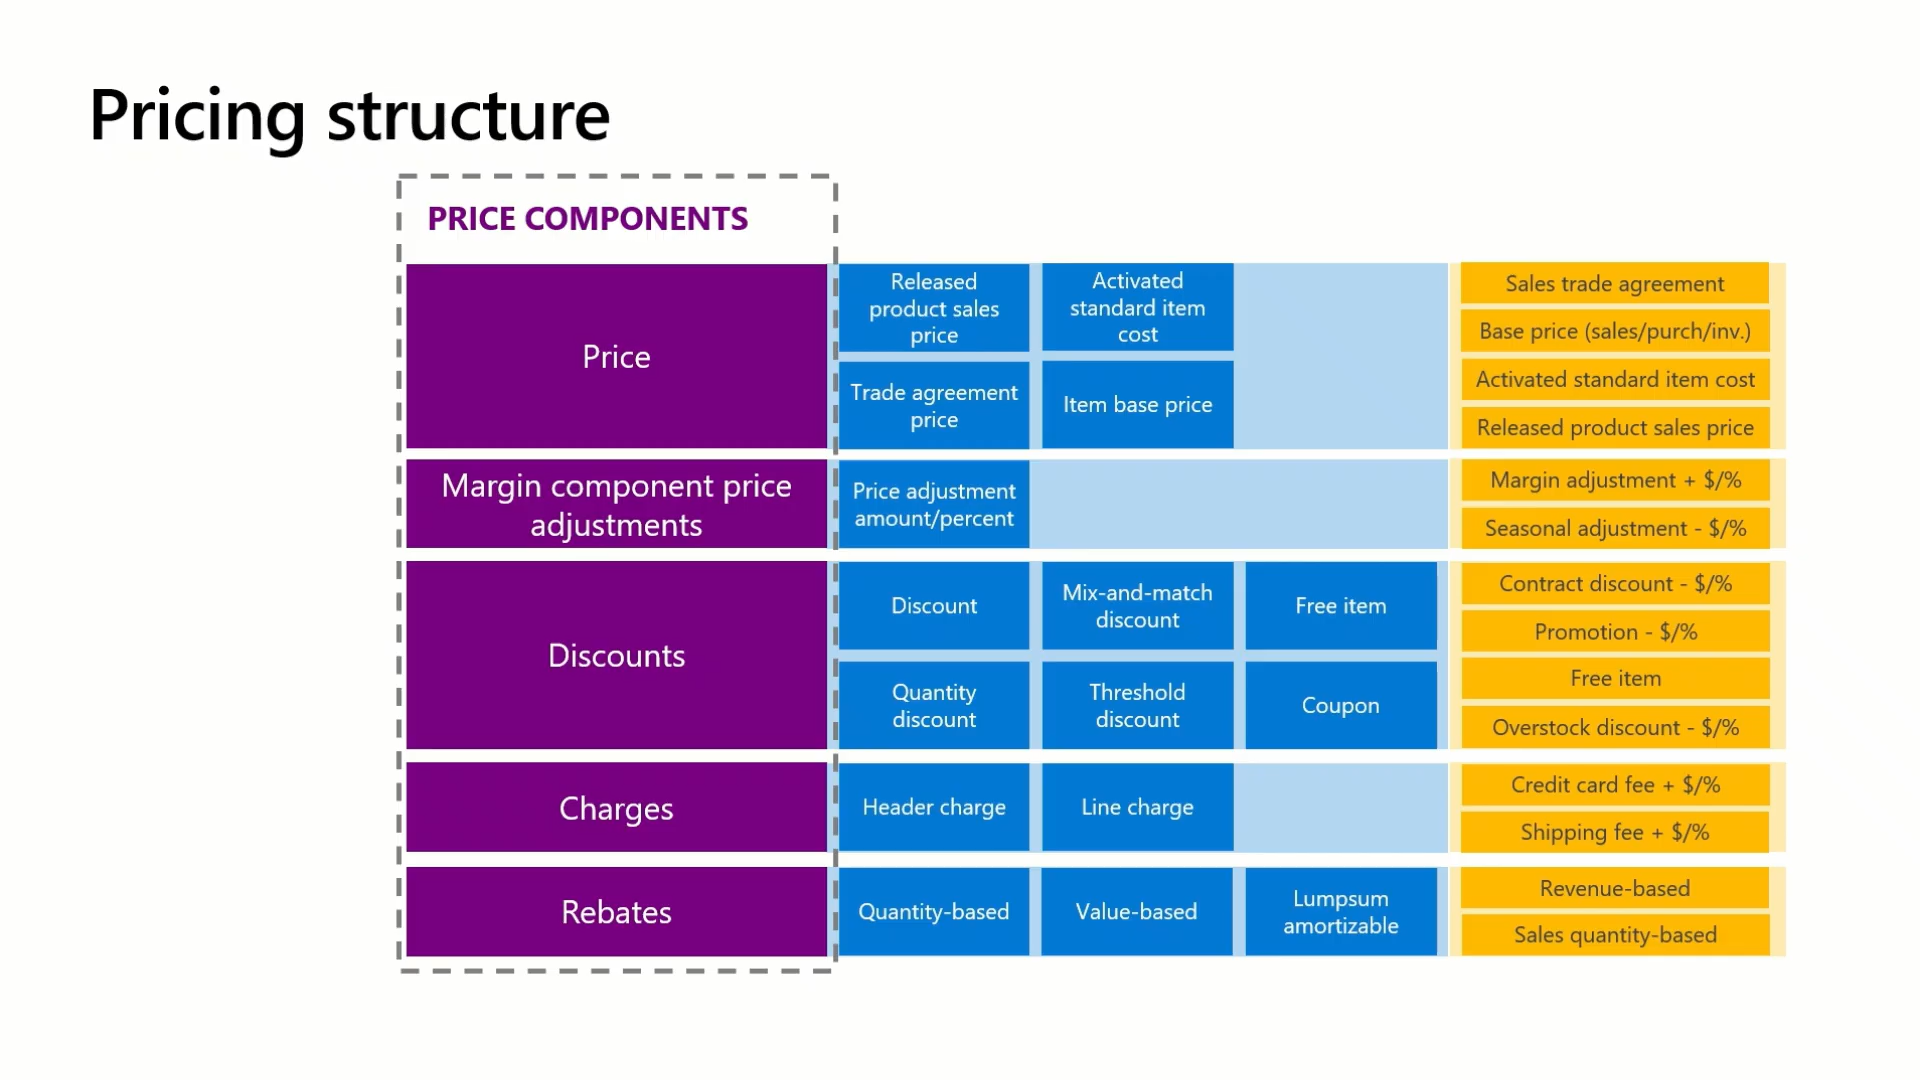 Pricing structure
PRICE COMPONENTS
Price
Released
product sales
price
Activated
standard item
cost
Trade agreement
price
Item base price
Sales trade agreement
Base price (sales/purch/inv.)
Activated standard item cost
Released product sales price
Margin component price
adjustments
Price adjustment
amount/percent
Margin adjustment + $/%
Seasonal adjustment - $/%
Discounts
Discount
Mix-and-match
discount
Free item
Quantity
discount
Threshold
discount
Coupon
Contract discount - $/%
Promotion - $/%
Free item
Overstock discount - $/%
Charges
Header charge
Line charge
Credit card fee + $/%
Shipping fee + $/%
Rebates
Quantity-based
Value-based
Lumpsum
amortizable
Revenue-based
Sales quantity-based